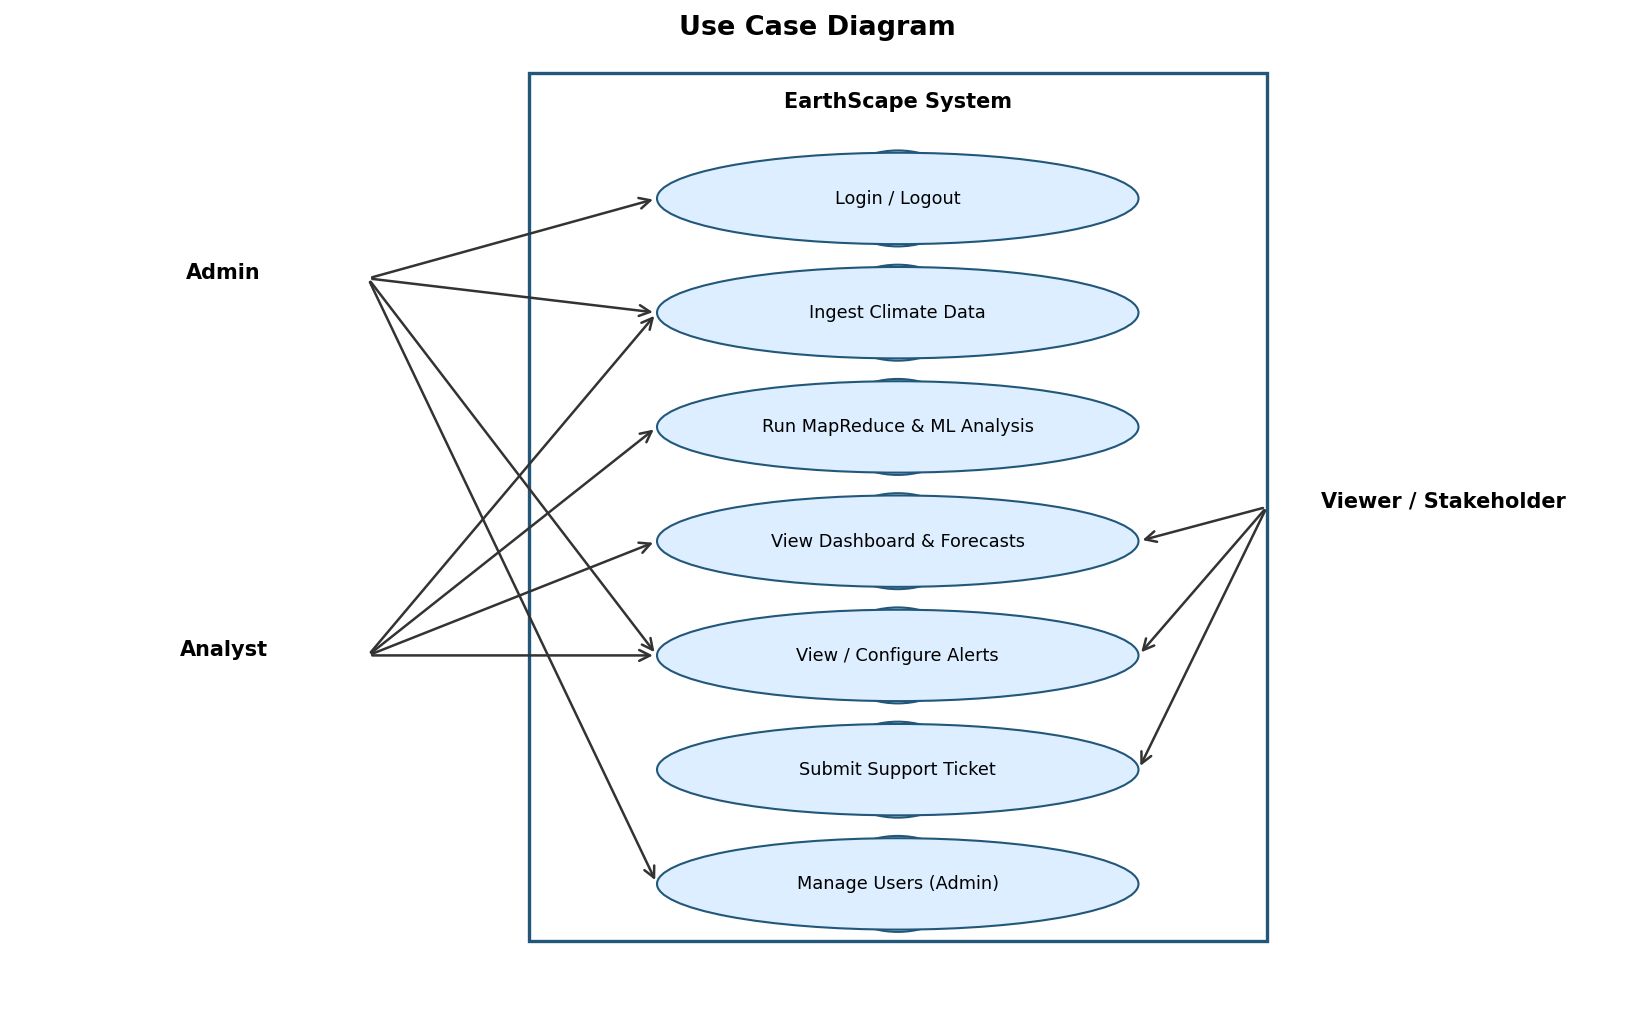 Use Case Diagram
EarthScape System
Login / Logout
Admin
Ingest Climate Data
Run MapReduce & ML Analysis
Viewer / Stakeholder
View Dashboard & Forecasts
Analyst
View / Configure Alerts
Submit Support Ticket
Manage Users (Admin)